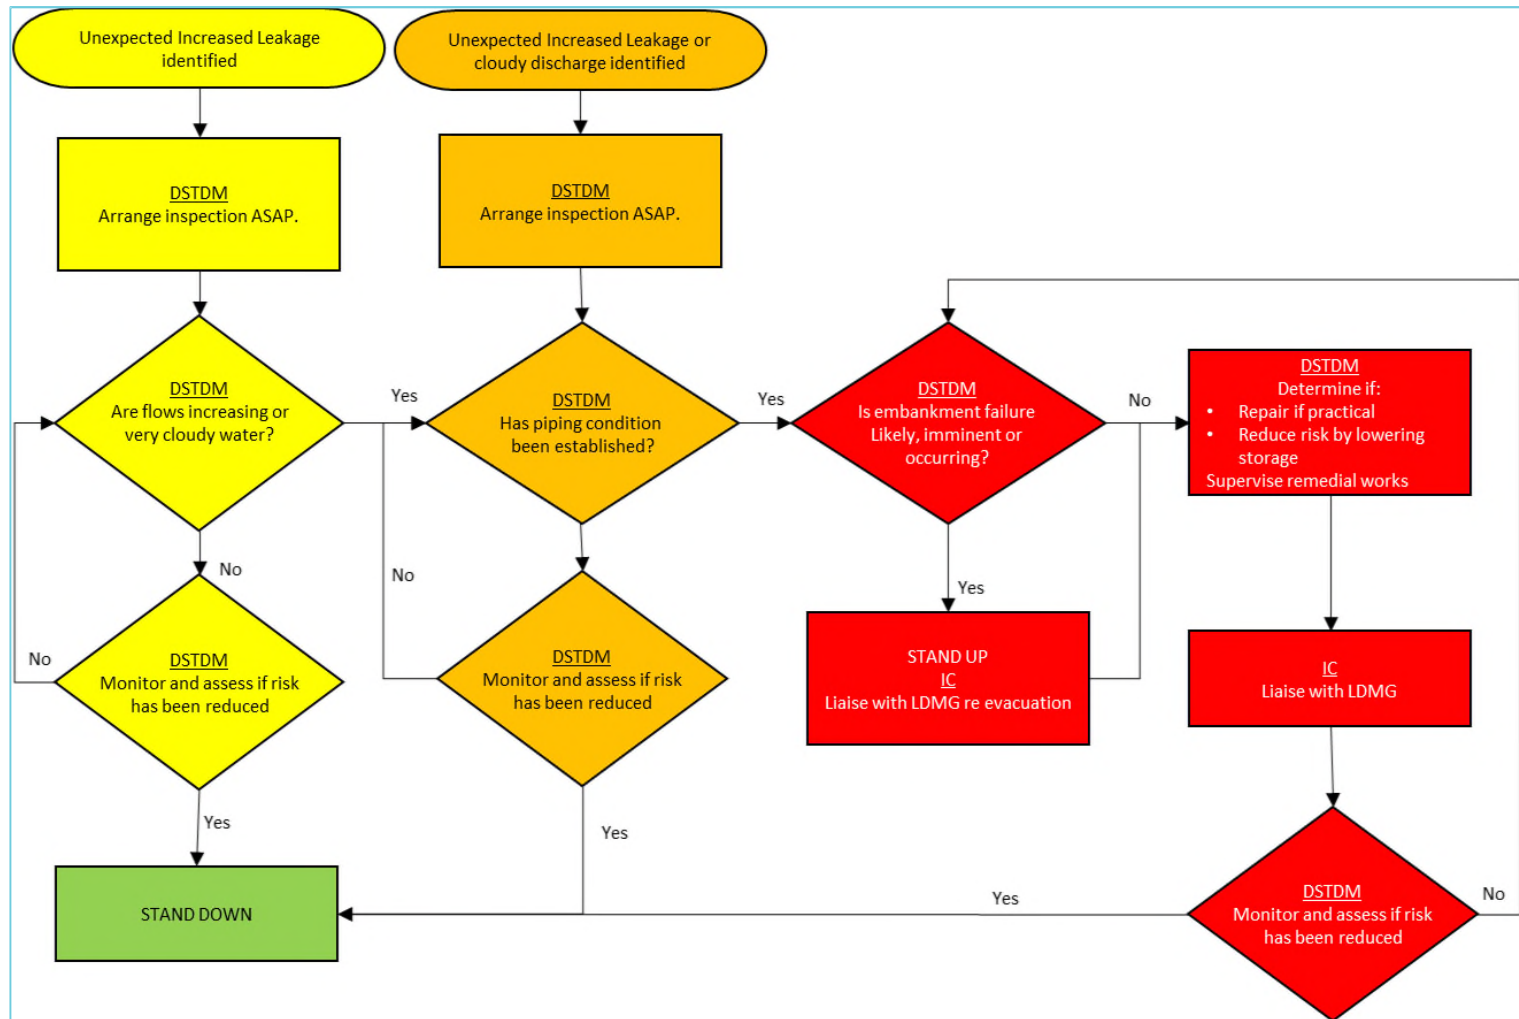 Unexpected Increased Leakage
identified
Unexpected Increased Leakage or
cloudy discharge identified
DSTDM
Arrange inspection ASAP.
DSTDM
Arrange inspection ASAP.
DSTDM
Are flows increasing or
very cloudy water?
Yes
DSTDM
Has piping condition
been established?
Yes
DSTDM
Is embankment failure
Likely, imminent or
occurring?
No
DSTDM
Determine if:
• Repair if practical
• Reduce risk by lowering
storage
Supervise remedial works
No
No
Yes
No
DSTDM
Monitor and assess if risk
has been reduced
DSTDM
Monitor and assess if risk
has been reduced
STAND UP
IC
Liaise with LDMG re evacuation
IC
Liaise with LDMG
Yes
Yes
STAND DOWN
Yes
DSTDM
Monitor and assess if risk
has been reduced
No